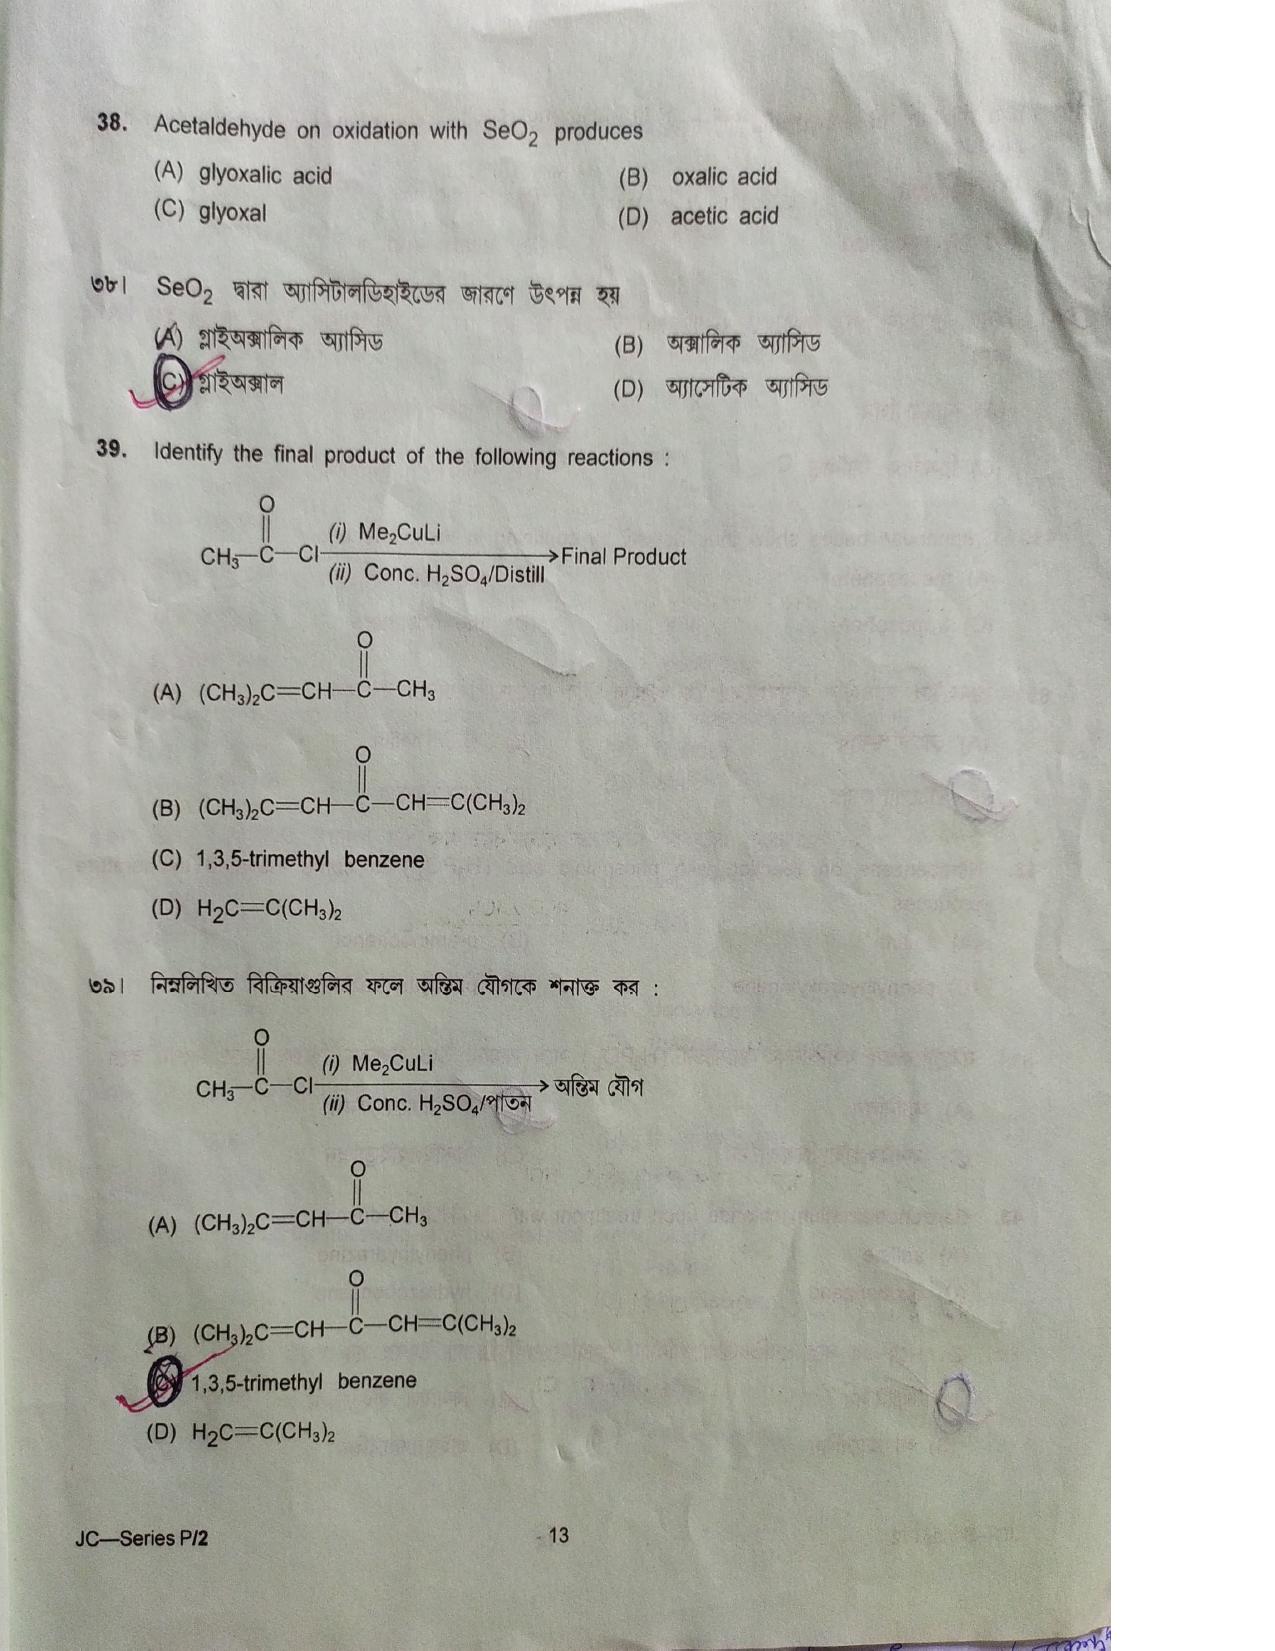 38. Acetaldehyde on oxidation with SeO₂ produces
(A) glyoxalic acid (B) oxalic acid
(C) glyoxal (D) acetic acid
৩৮। SeO₂ দ্বারা অ্যাসিটালডিহাইডের জারণে উৎপন্ন হয়
(A) গ্লাইঅক্সালিক অ্যাসিড (B) অক্সালিক অ্যাসিড
(C) গ্লাইঅক্সাল (D) অ্যাসেটিক অ্যাসিড
39. Identify the final product of the following reactions :
O
(i) Me₂CuLi
CH₃—C—Cl → Final Product
(ii) Conc. H₂SO₄/Distill
O
(A) (CH₃)₂C=CH—C—CH₃
O
(B) (CH₃)₂C=CH—C—CH=C(CH₃)₂
(C) 1,3,5-trimethyl benzene
(D) H₂C=C(CH₃)₂
৩৯। নিম্নলিখিত বিক্রিয়াগুলির ফলে অন্তিম যৌগকে শনাক্ত কর :
O
(i) Me₂CuLi
CH₃—C—Cl → অন্তিম যৌগ
(ii) Conc. H₂SO₄/পাতন
O
(A) (CH₃)₂C=CH—C—CH₃
O
(B) (CH₃)₂C=CH—C—CH=C(CH₃)₂
1,3,5-trimethyl benzene
(D) H₂C=C(CH₃)₂
JC—Series P/2 13